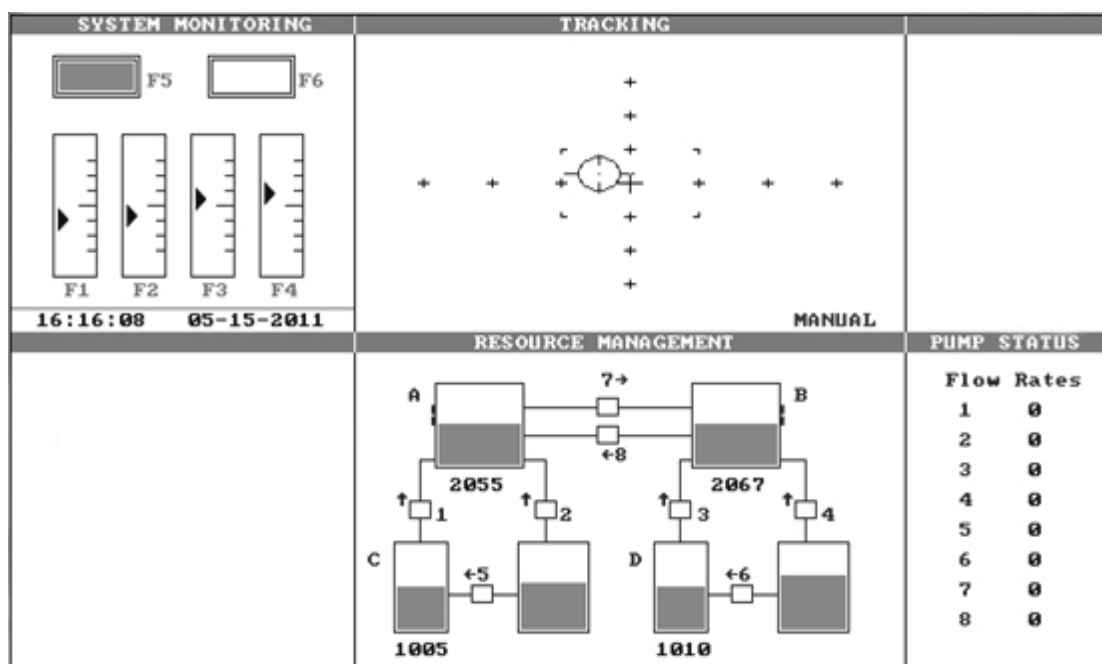 SYSTEM MONITORING
TRACKING
F5
F6
F1 F2 F3 F4
16:16:08 05-15-2011
MANUAL
RESOURCE MANAGEMENT
PUMP STATUS
7→
A
B
←8
2055
2067
↑1
↑2
↑3
↑4
C
←5
D
←6
1005
1010
Flow Rates
1 0
2 0
3 0
4 0
5 0
6 0
7 0
8 0